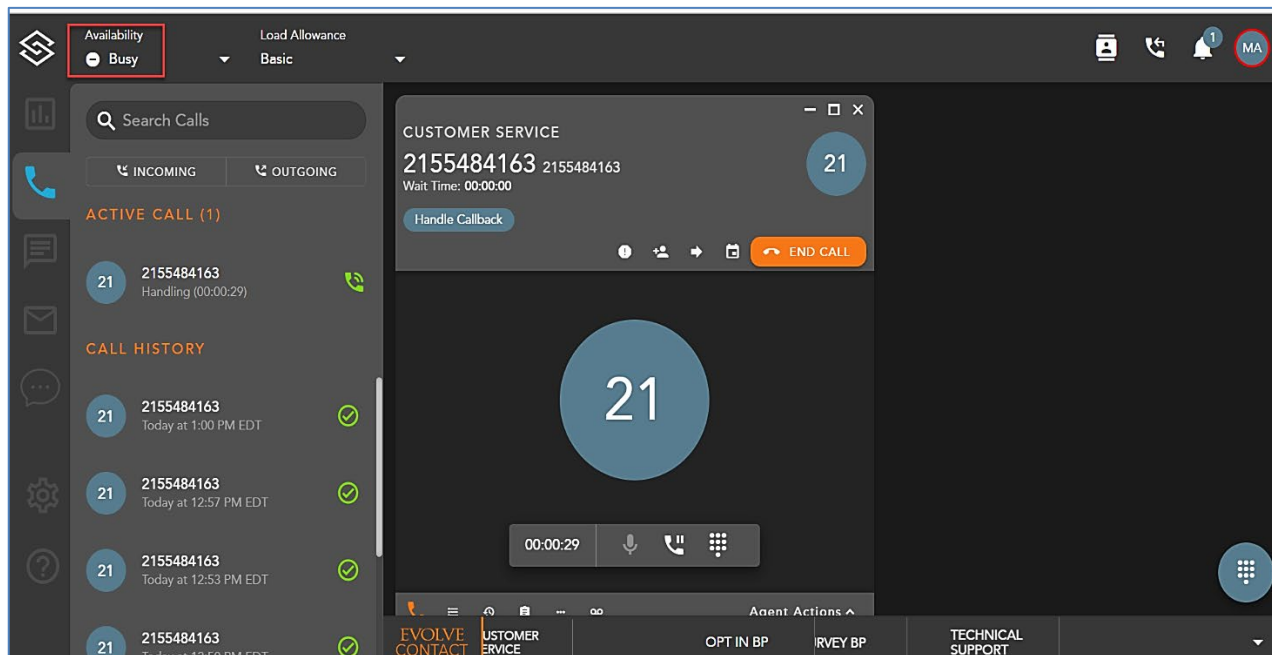 Availability
Busy
Load Allowance
Basic
1
MA
Search Calls
INCOMING
OUTGOING
ACTIVE CALL (1)
21
2155484163
Handling (00:00:29)
CALL HISTORY
21
2155484163
Today at 1:00 PM EDT
21
2155484163
Today at 12:57 PM EDT
21
2155484163
Today at 12:53 PM EDT
21
2155484163
CUSTOMER SERVICE
2155484163 2155484163
Wait Time: 00:00:00
21
Handle Callback
END CALL
21
00:00:29
Agent Actions
EVOLVE
CONTACT
USTOMER
ERVICE
OPT IN BP
RVEY BP
TECHNICAL
SUPPORT